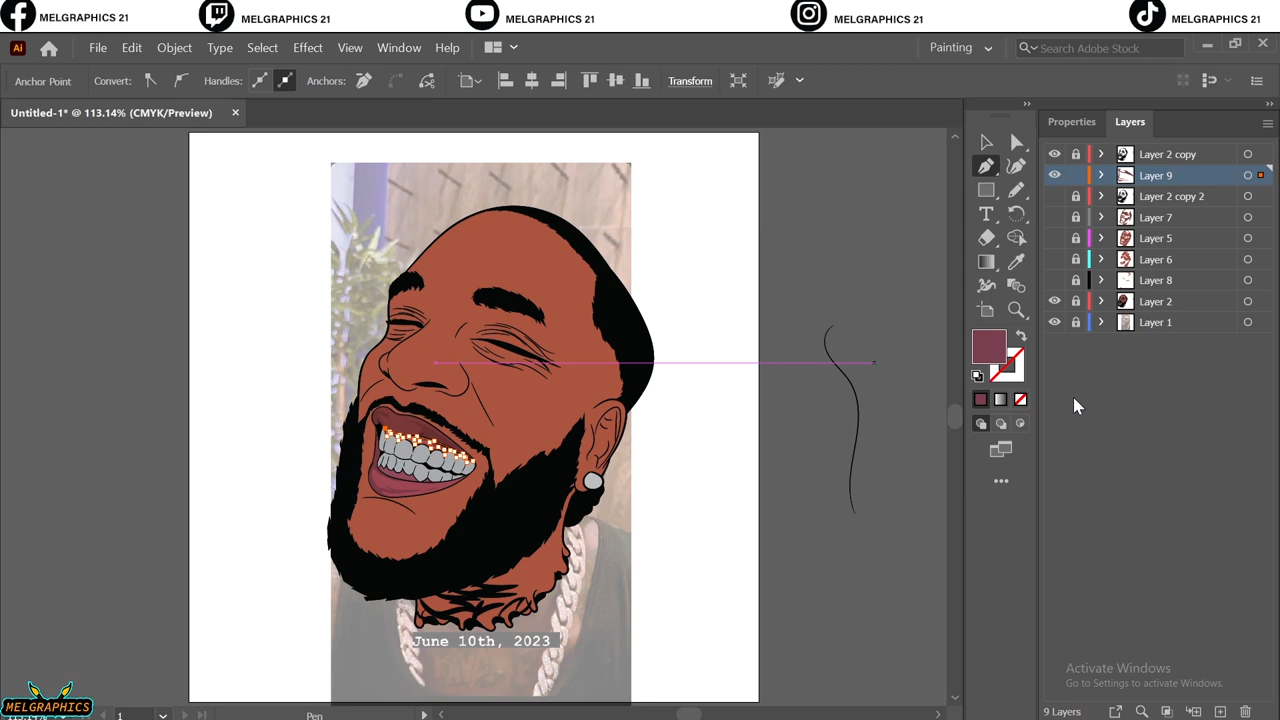 MELGRAPHICS 21 MELGRAPHICS 21 MELGRAPHICS 21 MELGRAPHICS 21 MELGRAPHICS 21
Ai File Edit Object Type Select Effect View Window Help Painting Search Adobe Stock
Anchor Point Convert: Handles: Anchors: Transform
Untitled-1* @ 113.14% (CMYK/Preview)
Properties Layers
Layer 2 copy
Layer 9
Layer 2 copy 2
Layer 7
Layer 5
Layer 6
Layer 8
Layer 2
Layer 1
June 10th, 2023
Activate Windows
Go to Settings to activate Windows.
MELGRAPHICS
1 Pen 9 Layers